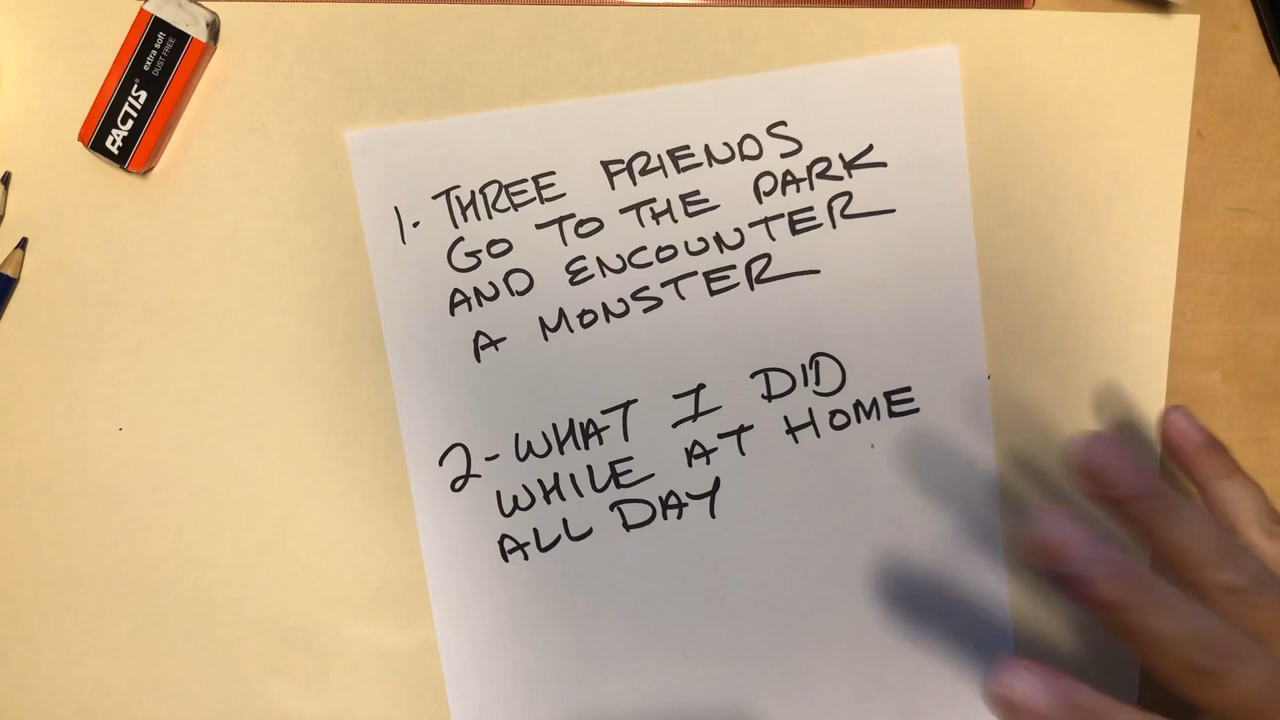 FACTIS®
extra soft
DUST FREE
1. THREE FRIENDS
GO TO THE PARK
AND ENCOUNTER
A MONSTER
2-WHAT I DID
WHILE AT HOME
ALL DAY